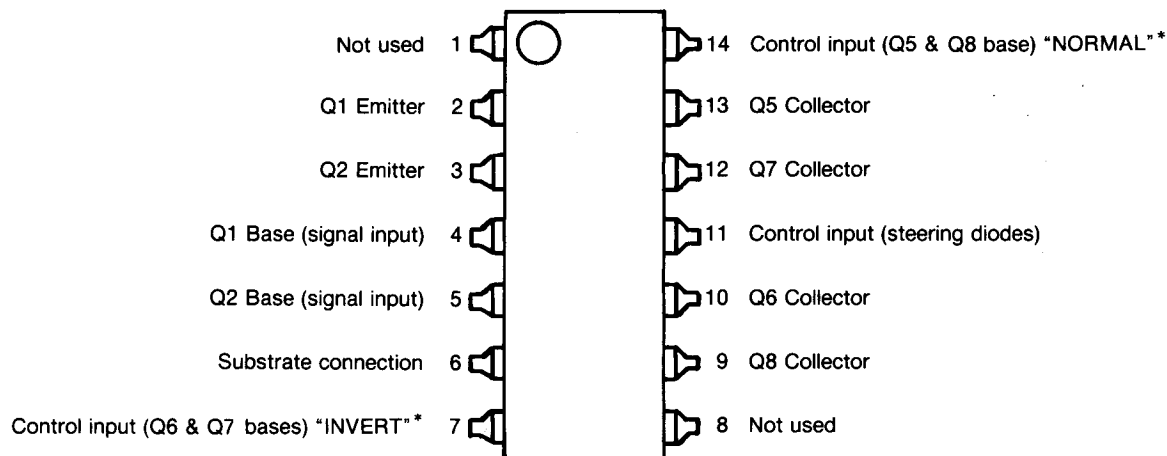 Not used 1
14 Control input (Q5 & Q8 base) “NORMAL”*
Q1 Emitter 2
13 Q5 Collector
Q2 Emitter 3
12 Q7 Collector
Q1 Base (signal input) 4
11 Control input (steering diodes)
Q2 Base (signal input) 5
10 Q6 Collector
Substrate connection 6
9 Q8 Collector
Control input (Q6 & Q7 bases) “INVERT”* 7
8 Not used